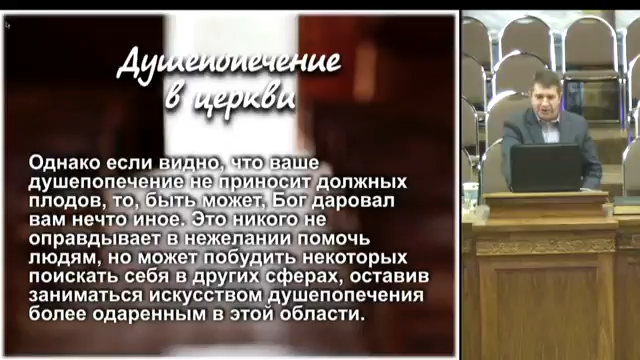 Душепопечение
в церкви
Однако если видно, что ваше
душепопечение не приносит должных
плодов, то, быть может, Бог даровал
вам нечто иное. Это никого не
оправдывает в нежелании помочь
людям, но может побудить некоторых
поискать себя в других сферах, оставив
заниматься искусством душепопечения
более одаренным в этой области.